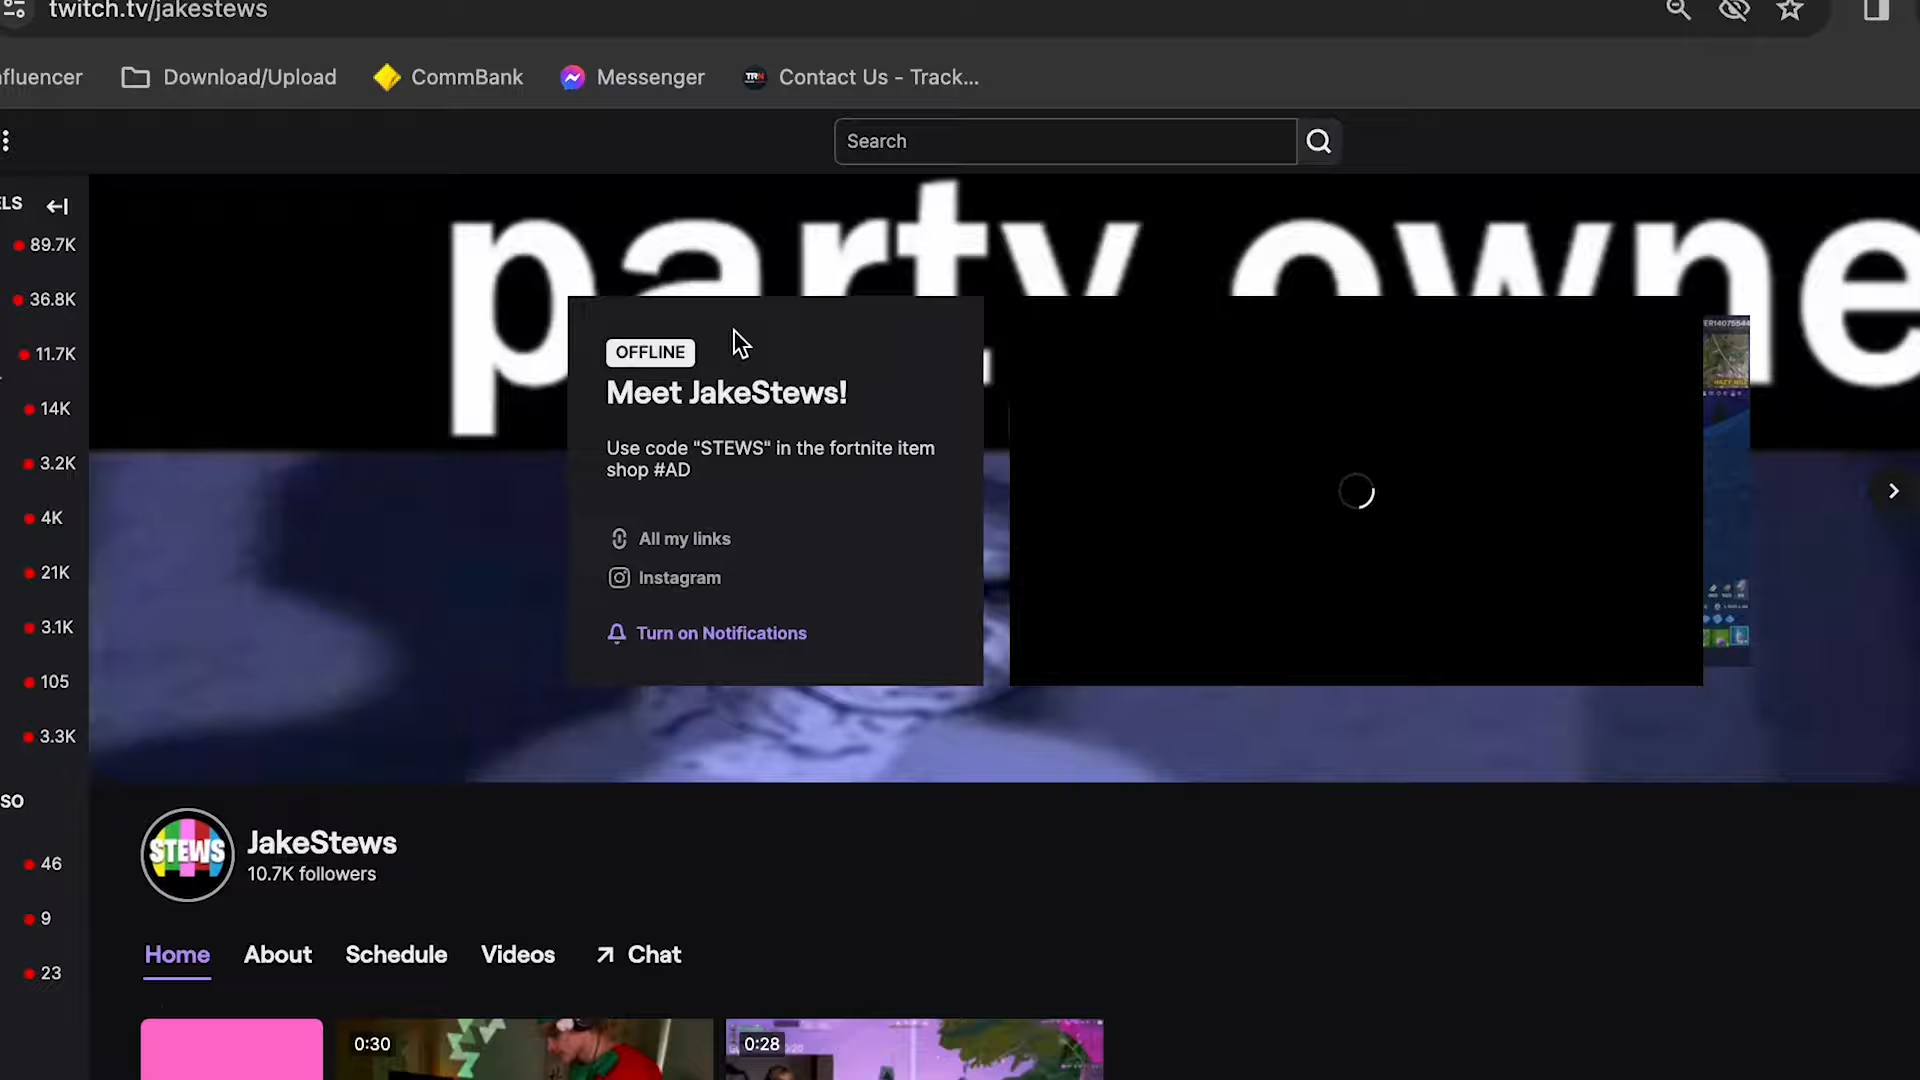 twitch.tv/jakestews
fluencer
Download/Upload
CommBank
Messenger
TRN
Contact Us - Track...
Search
ELS
89.7K
36.8K
11.7K
14K
3.2K
4K
21K
3.1K
105
3.3K
SO
46
9
23
party owne
OFFLINE
Meet JakeStews!
Use code "STEWS" in the fortnite item
shop #AD
All my links
Instagram
Turn on Notifications
STEWS
JakeStews
10.7K followers
Home
About
Schedule
Videos
Chat
0:30
0:28